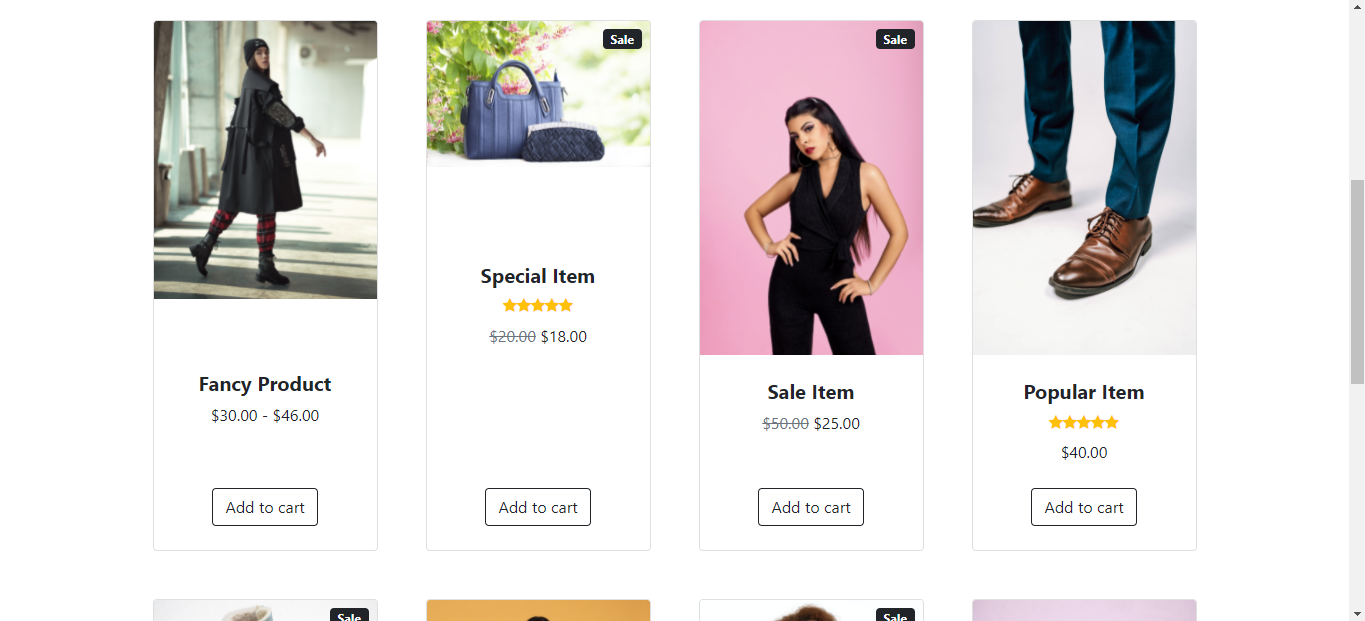 Sale
Sale
Fancy Product
$30.00 - $46.00
Add to cart
Special Item
$20.00 $18.00
Add to cart
Sale Item
$50.00 $25.00
Add to cart
Popular Item
$40.00
Add to cart
Sale
Sale